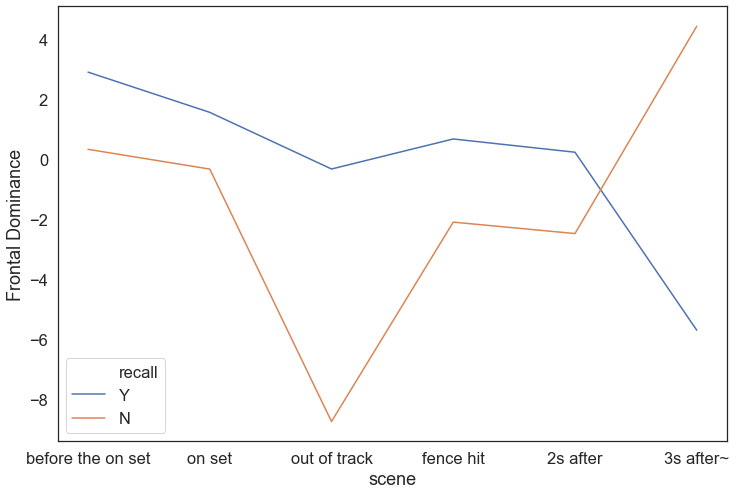 Frontal Dominance
4
2
0
−2
−4
−6
−8
recall
Y
N
before the on set
on set
out of track
fence hit
2s after
3s after~
scene